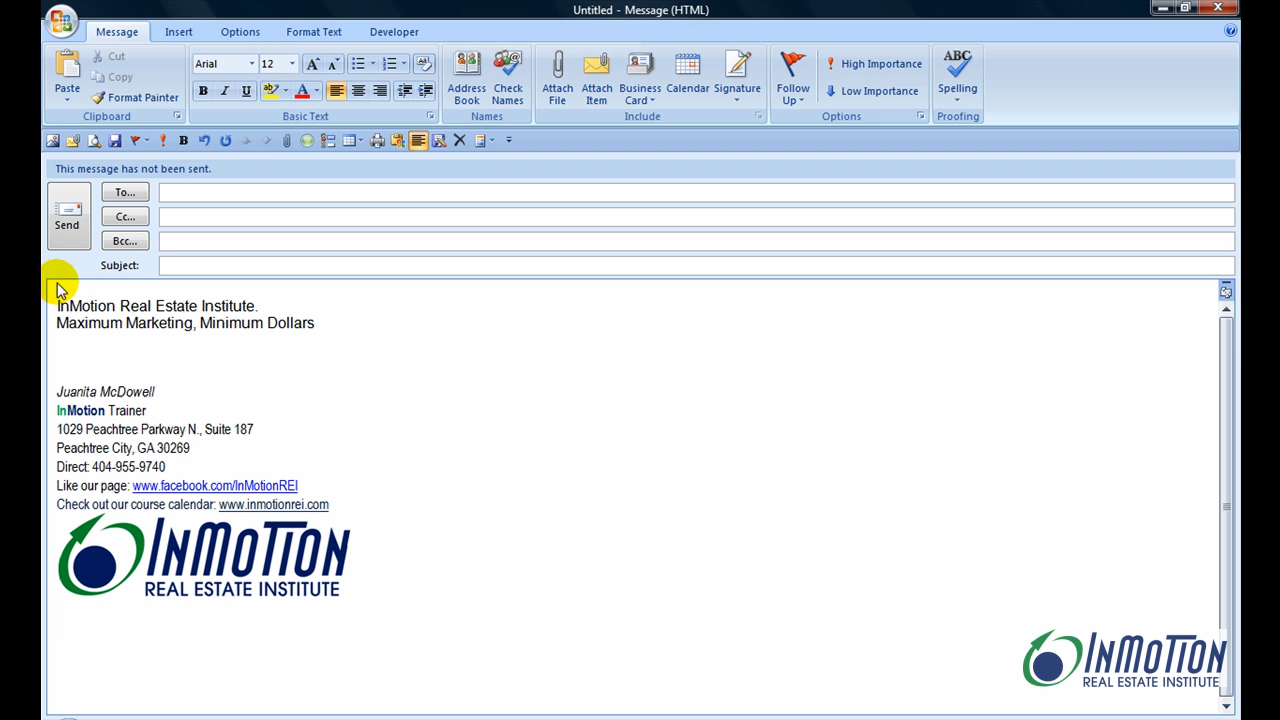 Untitled - Message (HTML)
Message Insert Options Format Text Developer
Paste
Cut
Copy
Format Painter
Clipboard
Arial 12
B I U
Basic Text
Address Book
Check Names
Names
Attach File
Attach Item
Business Card
Calendar
Signature
Include
Follow Up
High Importance
Low Importance
Options
ABC
Spelling
Proofing
B
This message has not been sent.
Send
To...
Cc...
Bcc...
Subject:
InMotion Real Estate Institute.
Maximum Marketing, Minimum Dollars
Juanita McDowell
InMotion Trainer
1029 Peachtree Parkway N., Suite 187
Peachtree City, GA 30269
Direct: 404-955-9740
Like our page: www.facebook.com/InMotionREI
Check out our course calendar: www.inmotionrei.com
INMOTION
REAL ESTATE INSTITUTE
INMOTION
REAL ESTATE INSTITUTE